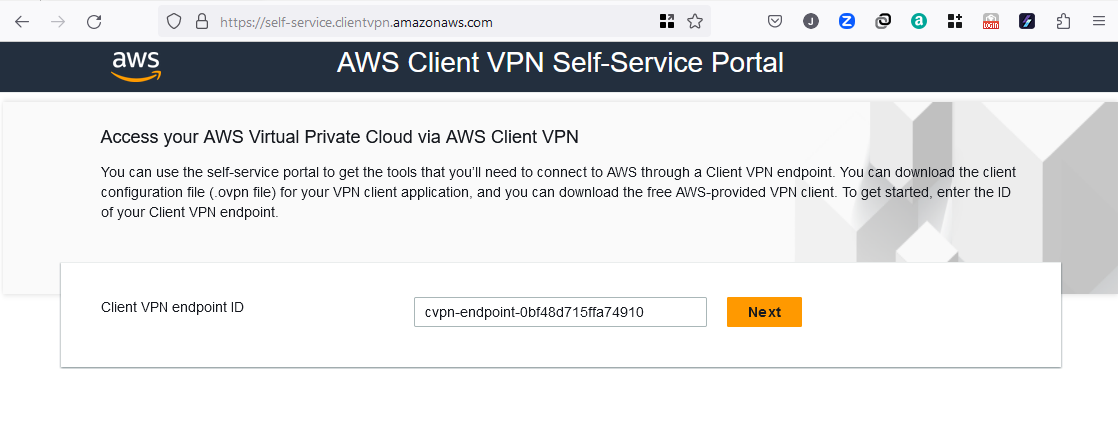 https://self-service.clientvpn.amazonaws.com
J
Z
a
LOGIN
aws
AWS Client VPN Self-Service Portal
Access your AWS Virtual Private Cloud via AWS Client VPN
You can use the self-service portal to get the tools that you’ll need to connect to AWS through a Client VPN endpoint. You can download the client
configuration file (.ovpn file) for your VPN client application, and you can download the free AWS-provided VPN client. To get started, enter the ID
of your Client VPN endpoint.
Client VPN endpoint ID
cvpn-endpoint-0bf48d715ffa74910
Next